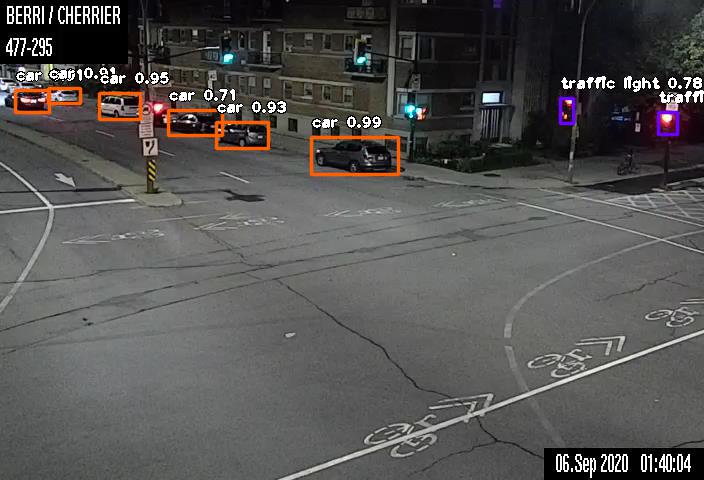 BERRI / CHERRIER
477-295
car 0.95
car 0.71
car 0.93
car 0.99
traffic light 0.78
06.Sep 2020 01:40:04